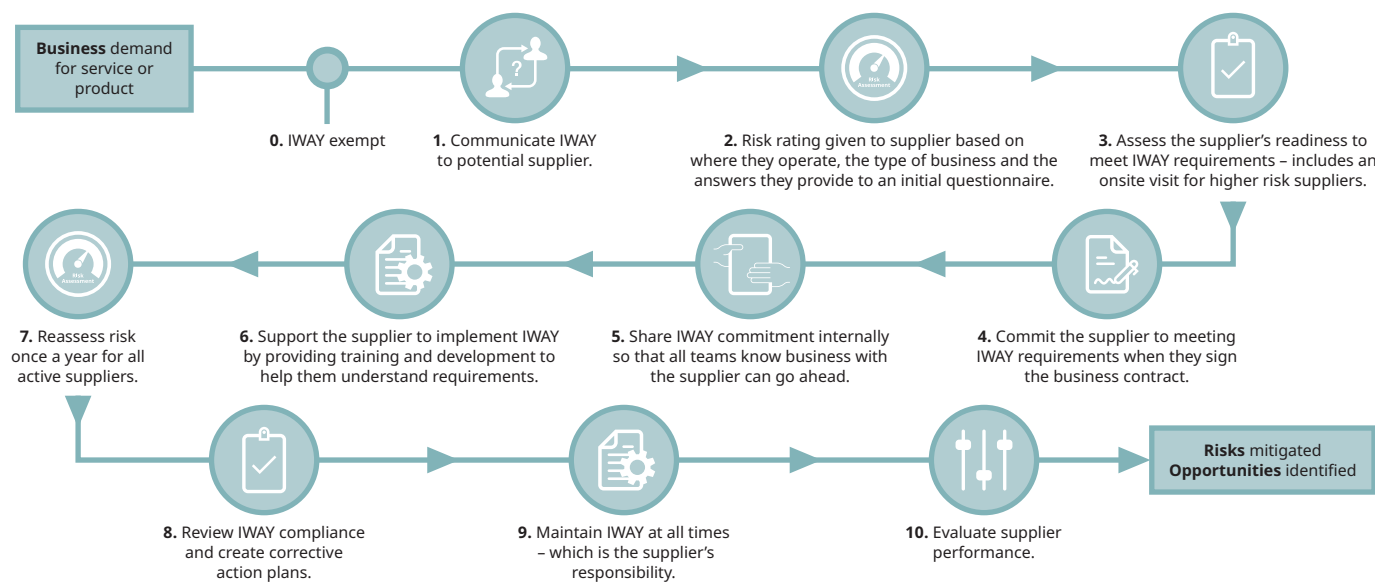 Business demand
for service or
product
0. IWAY exempt
?
1. Communicate IWAY
to potential supplier.
Risk
Assessment
2. Risk rating given to supplier based on
where they operate, the type of business and the
answers they provide to an initial questionnaire.
3. Assess the supplier’s readiness to
meet IWAY requirements – includes an
onsite visit for higher risk suppliers.
4. Commit the supplier to meeting
IWAY requirements when they sign
the business contract.
5. Share IWAY commitment internally
so that all teams know business with
the supplier can go ahead.
6. Support the supplier to implement IWAY
by providing training and development to
help them understand requirements.
Risk
Assessment
7. Reassess risk
once a year for all
active suppliers.
8. Review IWAY compliance
and create corrective
action plans.
9. Maintain IWAY at all times
– which is the supplier’s
responsibility.
10. Evaluate supplier
performance.
Risks mitigated
Opportunities identified